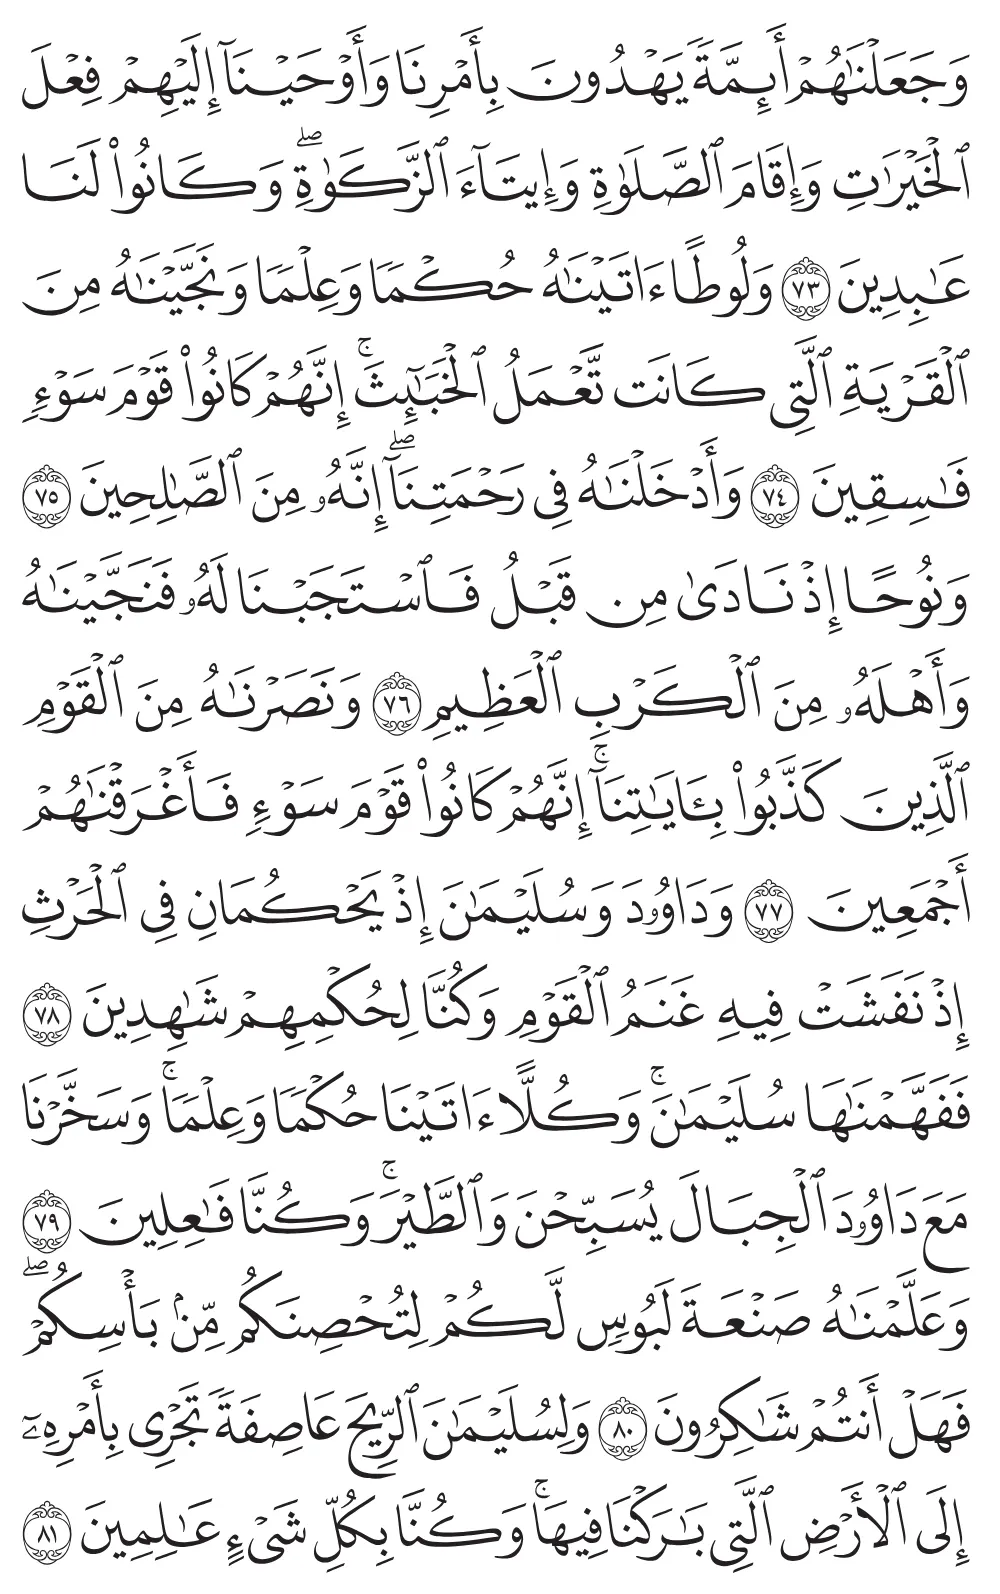 وَجَعَلْنَـٰهُمْ أَئِمَّةً يَهْدُونَ بِأَمْرِنَا وَأَوْحَيْنَآ إِلَيْهِمْ فِعْلَ
ٱلْخَيْرَٰتِ وَإِقَامَ ٱلصَّلَوٰةِ وَإِيتَآءَ ٱلزَّكَوٰةِ ۖ وَكَانُوا۟ لَنَا
عَـٰبِدِينَ ٧٣ وَلُوطًا ءَاتَيْنَـٰهُ حُكْمًا وَعِلْمًا وَنَجَّيْنَـٰهُ مِنَ
ٱلْقَرْيَةِ ٱلَّتِى كَانَت تَّعْمَلُ ٱلْخَبَـٰٓئِثَ ۗ إِنَّهُمْ كَانُوا۟ قَوْمَ سَوْءٍ
فَـٰسِقِينَ ٧٤ وَأَدْخَلْنَـٰهُ فِى رَحْمَتِنَآ ۖ إِنَّهُۥ مِنَ ٱلصَّـٰلِحِينَ ٧٥
وَنُوحًا إِذْ نَادَىٰ مِن قَبْلُ فَٱسْتَجَبْنَا لَهُۥ فَنَجَّيْنَـٰهُ
وَأَهْلَهُۥ مِنَ ٱلْكَرْبِ ٱلْعَظِيمِ ٧٦ وَنَصَرْنَـٰهُ مِنَ ٱلْقَوْمِ
ٱلَّذِينَ كَذَّبُوا۟ بِـَٔايَـٰتِنَآ ۚ إِنَّهُمْ كَانُوا۟ قَوْمَ سَوْءٍ فَأَغْرَقْنَـٰهُمْ
أَجْمَعِينَ ٧٧ وَدَاوُۥدَ وَسُلَيْمَـٰنَ إِذْ يَحْكُمَانِ فِى ٱلْحَرْثِ
إِذْ نَفَشَتْ فِيهِ غَنَمُ ٱلْقَوْمِ وَكُنَّا لِحُكْمِهِمْ شَـٰهِدِينَ ٧٨
فَفَهَّمْنَـٰهَا سُلَيْمَـٰنَ ۚ وَكُلًّا ءَاتَيْنَا حُكْمًا وَعِلْمًا ۚ وَسَخَّرْنَا
مَعَ دَاوُۥدَ ٱلْجِبَالَ يُسَبِّحْنَ وَٱلطَّيْرَ ۚ وَكُنَّا فَـٰعِلِينَ ٧٩
وَعَلَّمْنَـٰهُ صَنْعَةَ لَبُوسٍ لَّكُمْ لِتُحْصِنَكُم مِّنۢ بَأْسِكُمْ ۖ
فَهَلْ أَنتُمْ شَـٰكِرُونَ ٨٠ وَلِسُلَيْمَـٰنَ ٱلرِّيحَ عَاصِفَةً تَجْرِى بِأَمْرِهِۦٓ
إِلَى ٱلْأَرْضِ ٱلَّتِى بَـٰرَكْنَا فِيهَا ۚ وَكُنَّا بِكُلِّ شَىْءٍ عَـٰلِمِينَ ٨١